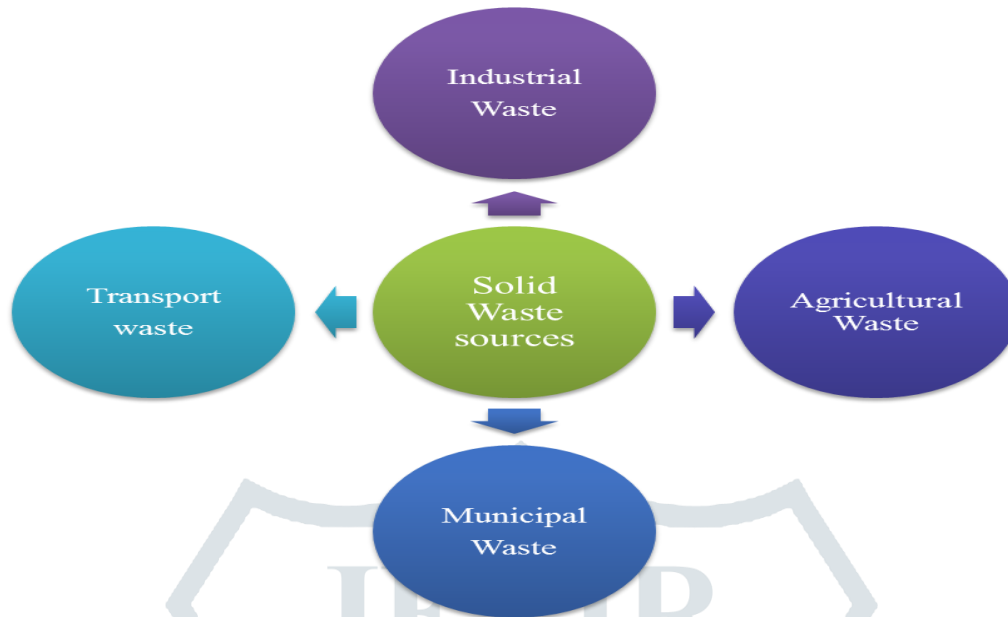 Industrial
Waste
Transport
waste
Solid
Waste
sources
Agricultural
Waste
Municipal
Waste